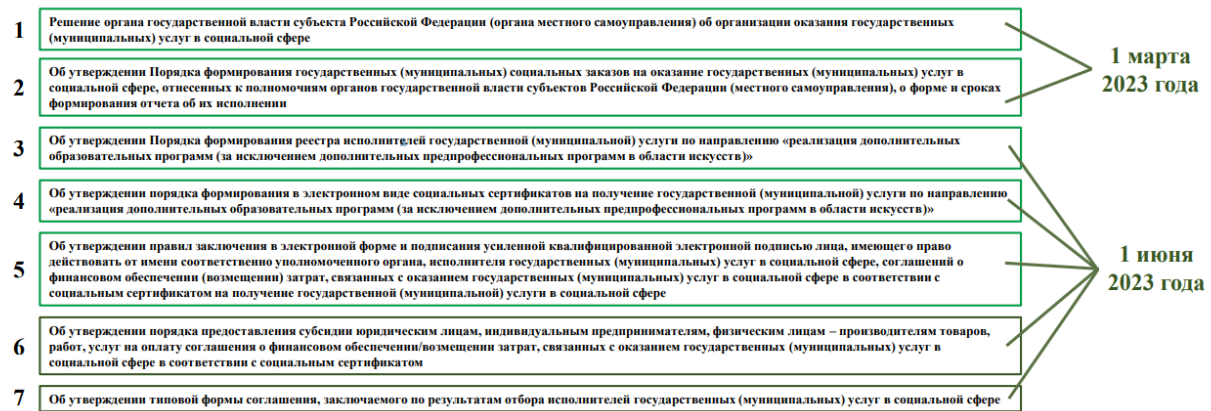 1
Решение органа государственной власти субъекта Российской Федерации (органа местного самоуправления) об организации оказания государственных
(муниципальных) услуг в социальной сфере
2
Об утверждении Порядка формирования государственных (муниципальных) социальных заказов на оказание государственных (муниципальных) услуг в
социальной сфере, отнесенных к полномочиям органов государственной власти субъектов Российской Федерации (местного самоуправления), о форме и сроках
формирования отчета об их исполнении
1 марта
2023 года
3
Об утверждении Порядка формирования реестра исполнителей государственной (муниципальной) услуги по направлению «реализация дополнительных
образовательных программ (за исключением дополнительных предпрофессиональных программ в области искусств)»
4
Об утверждении порядка формирования в электронном виде социальных сертификатов на получение государственной (муниципальной) услуги по направлению
«реализация дополнительных образовательных программ (за исключением дополнительных предпрофессиональных программ в области искусств)»
5
Об утверждении правил заключения в электронной форме и подписания усиленной квалифицированной электронной подписью лица, имеющего право
действовать от имени соответственно уполномоченного органа, исполнителя государственных (муниципальных) услуг в социальной сфере, соглашений о
финансовом обеспечении (возмещении) затрат, связанных с оказанием государственных (муниципальных) услуг в социальной сфере в соответствии с
социальным сертификатом на получение государственной (муниципальной) услуги в социальной сфере
6
Об утверждении порядка предоставления субсидии юридическим лицам, индивидуальным предпринимателям, физическим лицам – производителям товаров,
работ, услуг на оплату соглашения о финансовом обеспечении/возмещении затрат, связанных с оказанием государственных (муниципальных) услуг в
социальной сфере в соответствии с социальным сертификатом
7
Об утверждении типовой формы соглашения, заключаемого по результатам отбора исполнителей государственных (муниципальных) услуг в социальной сфере
1 июня
2023 года